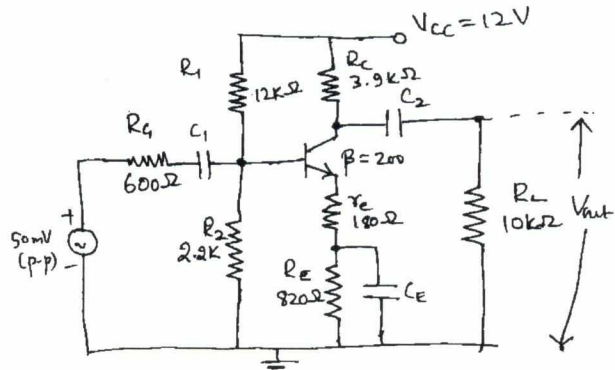 VCC = 12V
R1
12KΩ
RC
3.9KΩ
C2
RG
600Ω
C1
β = 200
re
180Ω
RL
10KΩ
Vout
50mV
(p-p)
+
-
~
R2
2.2K
RE
820Ω
CE